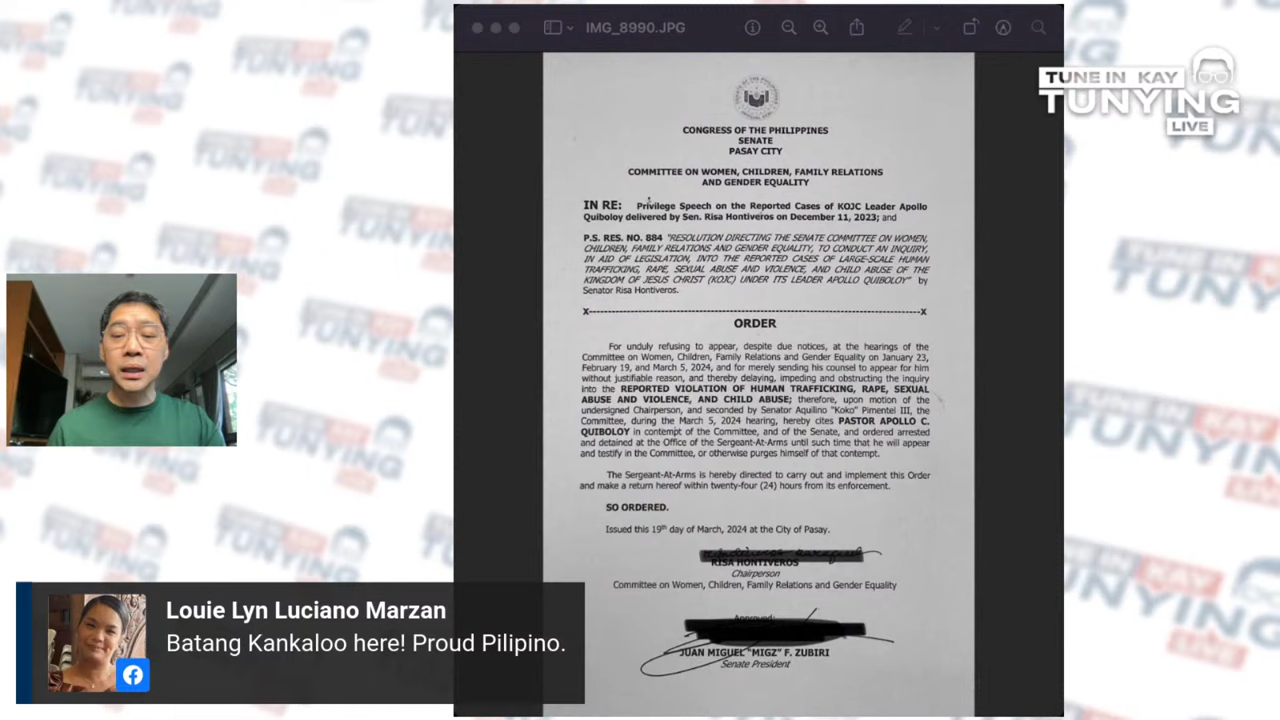 IMG_8990.JPG
TUNE IN KAY
TUNYING
LIVE
CONGRESS OF THE PHILIPPINES
SENATE
PASAY CITY
COMMITTEE ON WOMEN, CHILDREN, FAMILY RELATIONS
AND GENDER EQUALITY
IN RE: Privilege Speech on the Reported Cases of KOJC Leader Apollo
Quiboloy delivered by Sen. Risa Hontiveros on December 11, 2023; and
P.S. RES. NO. 884 "RESOLUTION DIRECTING THE SENATE COMMITTEE ON WOMEN,
CHILDREN, FAMILY RELATIONS AND GENDER EQUALITY, TO CONDUCT AN INQUIRY,
IN AID OF LEGISLATION, INTO THE REPORTED CASES OF LARGE-SCALE HUMAN
TRAFFICKING, RAPE, SEXUAL ABUSE AND VIOLENCE, AND CHILD ABUSE OF THE
KINGDOM OF JESUS CHRIST (KOJC) UNDER ITS LEADER APOLLO QUIBOLOY" by
Senator Risa Hontiveros.
X---------------------------------------------------------------------------X
ORDER
For unduly refusing to appear, despite due notices, at the hearings of the
Committee on Women, Children, Family Relations and Gender Equality on January 23,
February 19, and March 5, 2024, and for merely sending his counsel to appear for him
without justifiable reason, and thereby delaying, impeding and obstructing the inquiry
into the REPORTED VIOLATION OF HUMAN TRAFFICKING, RAPE, SEXUAL
ABUSE AND VIOLENCE, AND CHILD ABUSE; therefore, upon motion of the
undersigned Chairperson, and seconded by Senator Aquilino "Koko" Pimentel III, the
Committee, during the March 5, 2024 hearing, hereby cites PASTOR APOLLO C.
QUIBOLOY in contempt of the Committee, and of the Senate, and ordered arrested
and detained at the Office of the Sergeant-At-Arms until such time that he will appear
and testify in the Committee, or otherwise purges himself of that contempt.
The Sergeant-At-Arms is hereby directed to carry out and implement this Order
and make a return hereof within twenty-four (24) hours from its enforcement.
SO ORDERED.
Issued this 19th day of March, 2024 at the City of Pasay.
RISA HONTIVEROS
Chairperson
Committee on Women, Children, Family Relations and Gender Equality
Approved:
JUAN MIGUEL "MIGZ" F. ZUBIRI
Senate President
Louie Lyn Luciano Marzan
Batang Kankaloo here! Proud Pilipino.